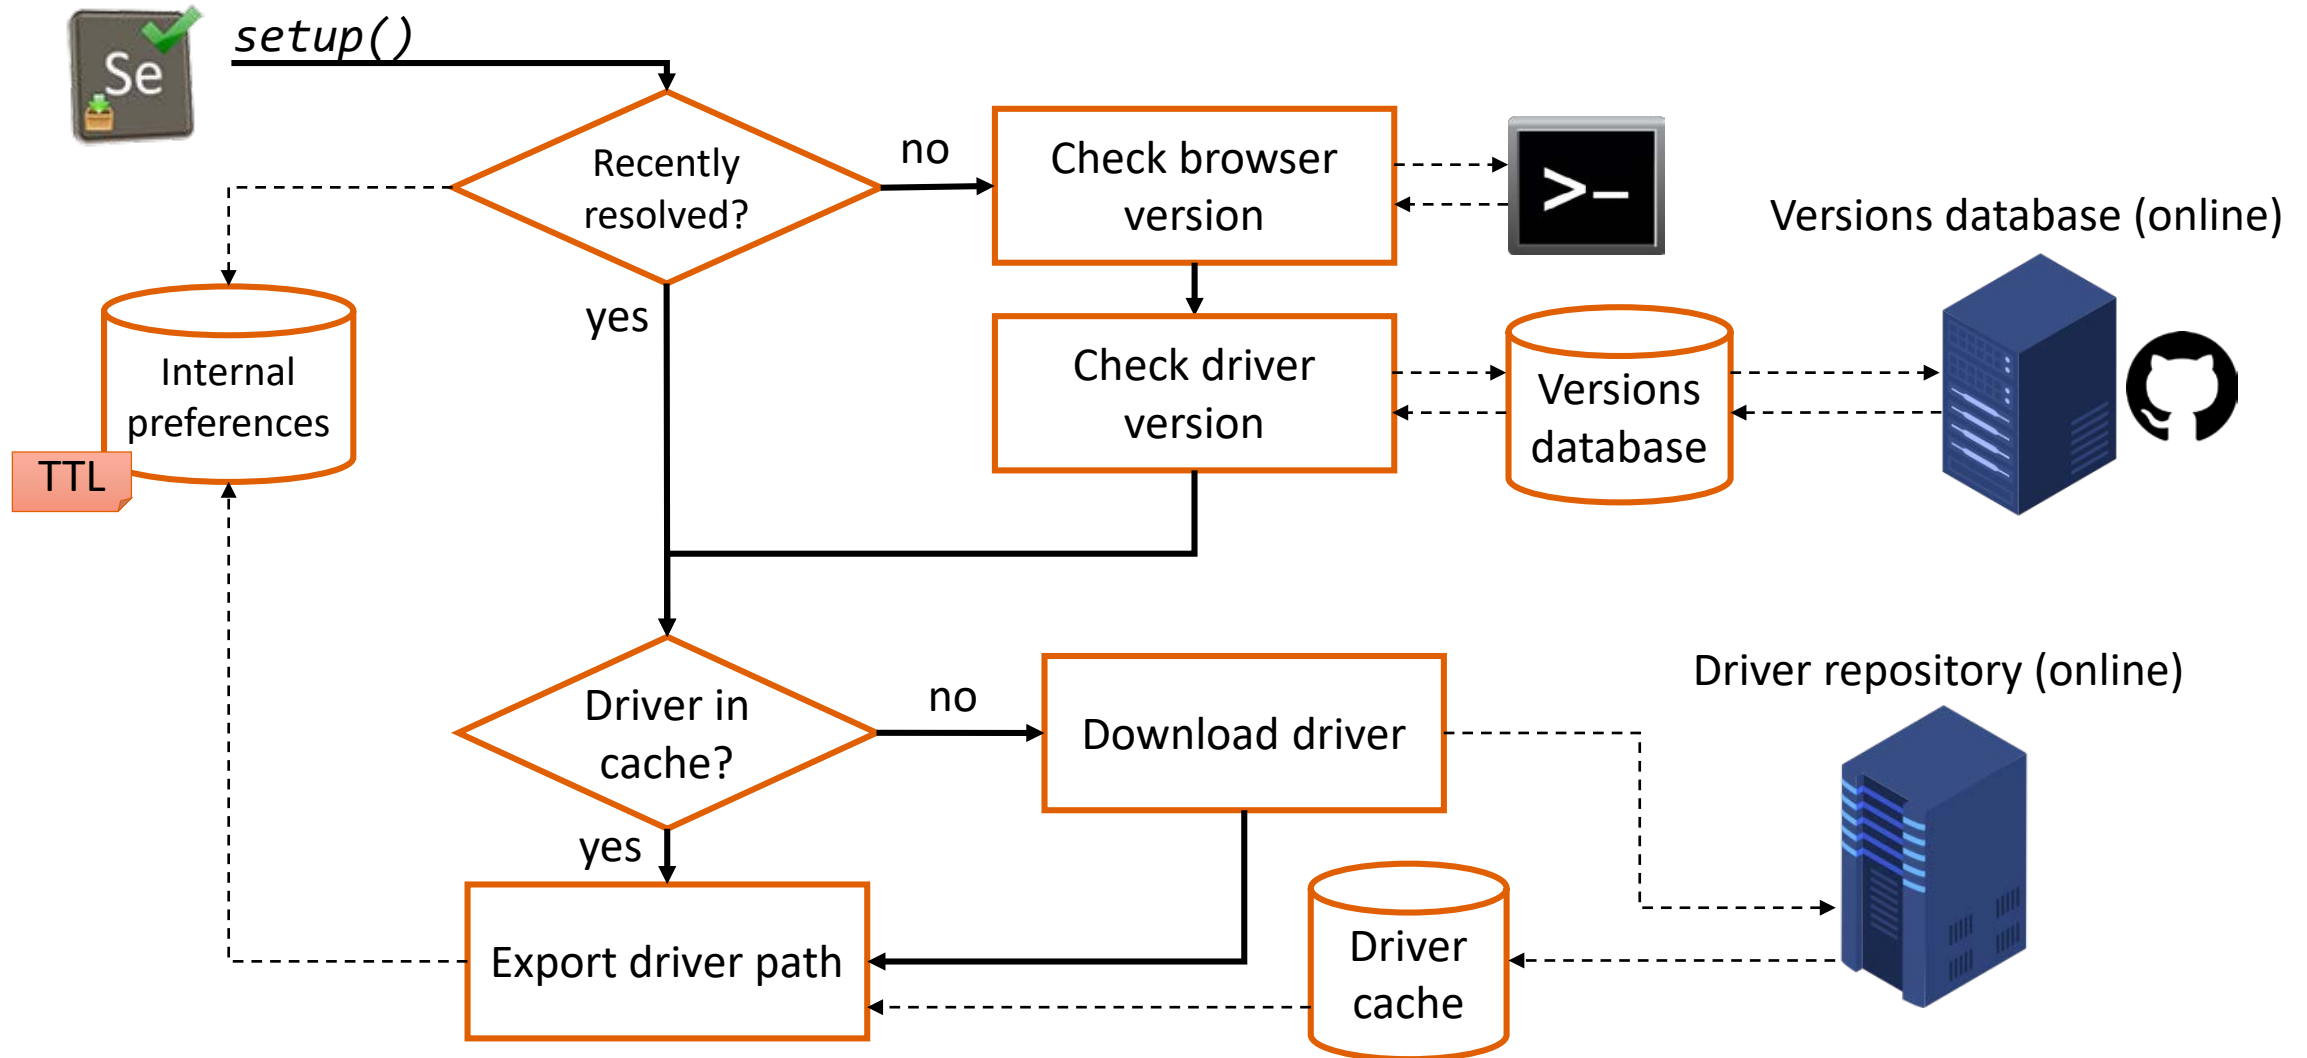 setup()
Se
Recently
resolved?
no
Check browser
version
>–
Versions database (online)
yes
Internal
preferences
TTL
Check driver
version
Versions
database
Driver in
cache?
no
Download driver
Driver repository (online)
yes
Export driver path
Driver
cache